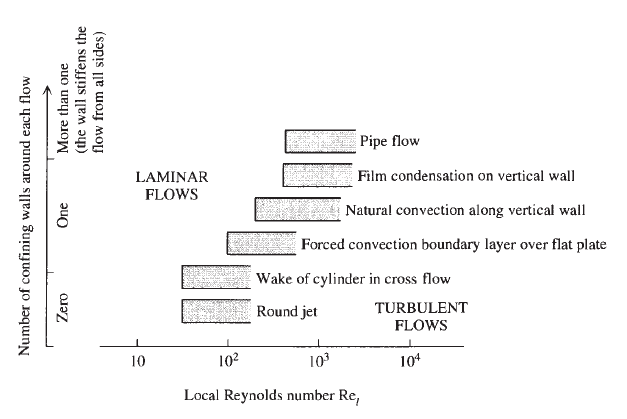 Number of confining walls around each flow
More than one
(the wall stiffens the
flow from all sides)
One
Zero
LAMINAR
FLOWS
Pipe flow
Film condensation on vertical wall
Natural convection along vertical wall
Forced convection boundary layer over flat plate
Wake of cylinder in cross flow
Round jet
TURBULENT
FLOWS
10
10²
10³
10⁴
Local Reynolds number Reₗ